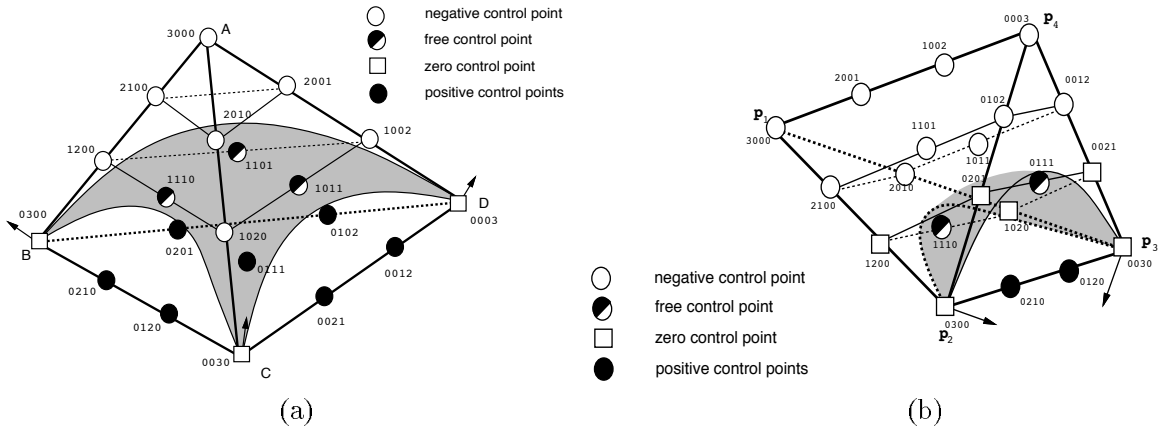 negative control point
free control point
zero control point
positive control points
3000
A
2100
2001
2010
1200
1101
1002
1110
1011
0300
B
D
0003
1020
0201
0102
0111
0210
0012
0120
0021
0030
C
(a)
0003
p4
1002
2001
0012
0102
p1
3000
1101
1011
0021
2010
0201
0111
2100
1020
1110
1200
p3
0030
0120
0210
0300
p2
negative control point
free control point
zero control point
positive control points
(b)